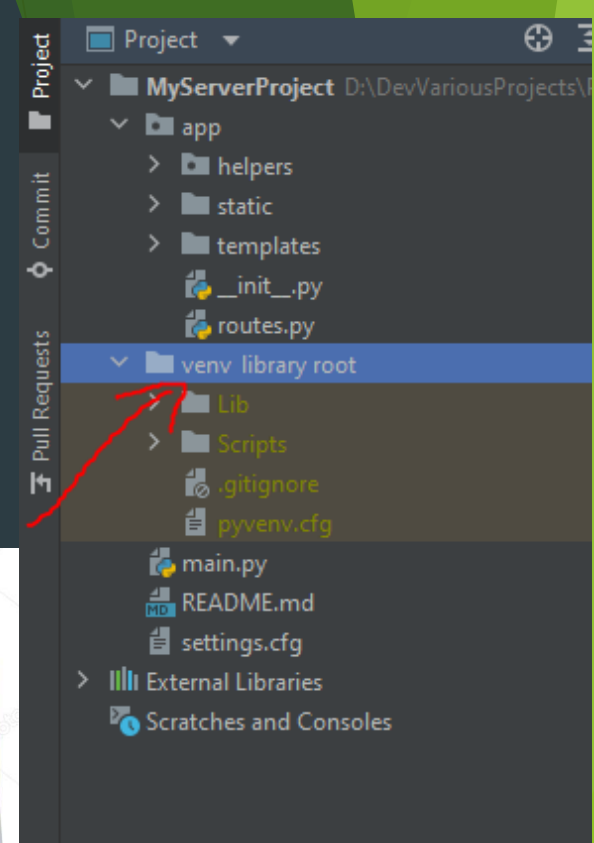 Project
Commit
Pull Requests
Project
MyServerProject D:\DevVariousProjects\
app
helpers
static
templates
__init__.py
routes.py
venv library root
Lib
Scripts
.gitignore
pyvenv.cfg
main.py
MD README.md
settings.cfg
External Libraries
Scratches and Consoles